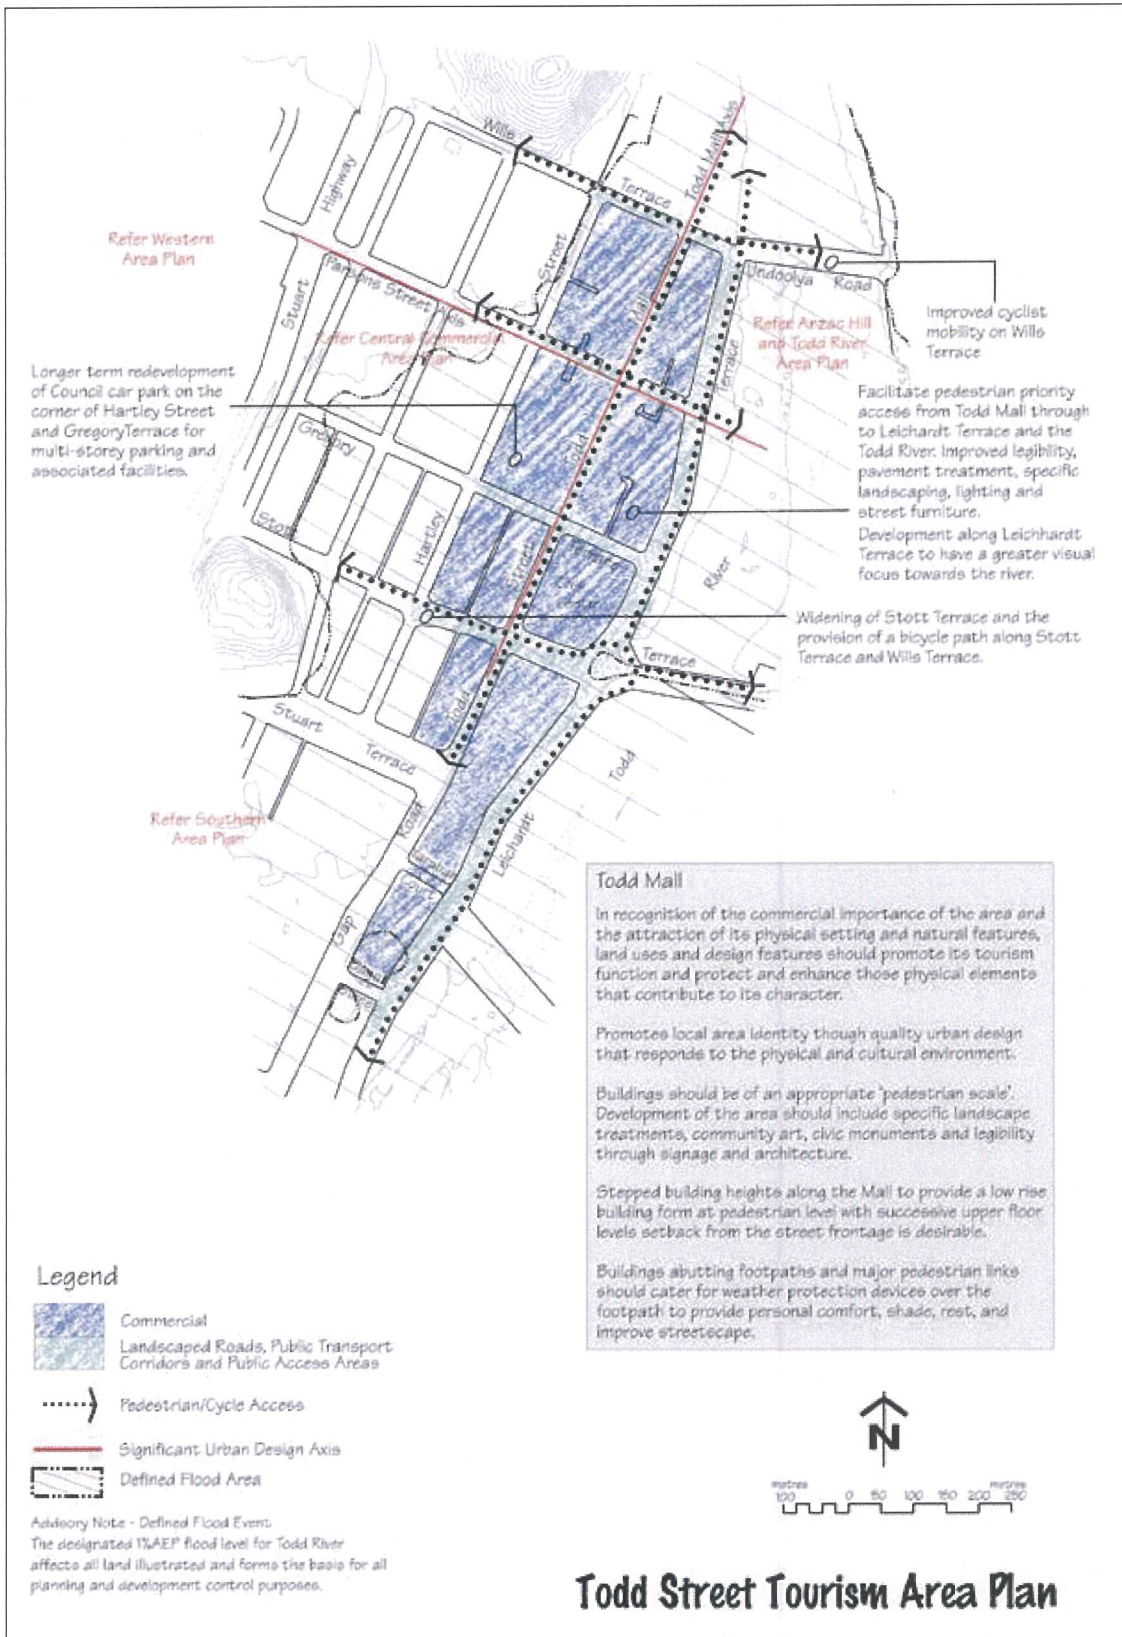 Wills
Terrace
Todd Mall Axis
Highway
Refer Western
Area Plan
Street
Undoolya Road
Parsons Street Axis
Stuart
Mall
Improved cyclist
mobility on Wills
Terrace
Refer Central Commercial
Area Plan
Refer Anzac Hill
and Todd River
Area Plan
Terrace
Longer term redevelopment
of Council car park on the
corner of Hartley Street
and GregoryTerrace for
multi-storey parking and
associated facilities.
Facilitate pedestrian priority
access from Todd Mall through
to Leichardt Terrace and the
Todd River. Improved legibility,
pavement treatment, specific
landscaping, lighting and
street furniture.
Development along Leichhardt
Terrace to have a greater visual
focus towards the river.
Gregory
Todd
Stott
Hartley
Terrace
Street
River
Widening of Stott Terrace and the
provision of a bicycle path along Stott
Terrace and Wills Terrace.
Terrace
Todd
Stuart
Terrace
Todd
Refer Southern
Area Plan
Road
Leichardt
Court
Gap
Todd Mall
In recognition of the commercial importance of the area and
the attraction of its physical setting and natural features,
land uses and design features should promote its tourism
function and protect and enhance those physical elements
that contribute to its character.
Promotes local area identity though quality urban design
that responds to the physical and cultural environment.
Buildings should be of an appropriate 'pedestrian scale'.
Development of the area should include specific landscape
treatments, community art, civic monuments and legibility
through signage and architecture.
Stepped building heights along the Mall to provide a low rise
building form at pedestrian level with successive upper floor
levels setback from the street frontage is desirable.
Buildings abutting footpaths and major pedestrian links
should cater for weather protection devices over the
footpath to provide personal comfort, shade, rest, and
improve streetscape.
Legend
Commercial
Landscaped Roads, Public Transport
Corridors and Public Access Areas
Pedestrian/Cycle Access
Significant Urban Design Axis
Defined Flood Area
Advisory Note - Defined Flood Event
The designated 1%AEP flood level for Todd River
affects all land illustrated and forms the basis for all
planning and development control purposes.
N
metres metres
100 0 50 100 150 200 250
Todd Street Tourism Area Plan